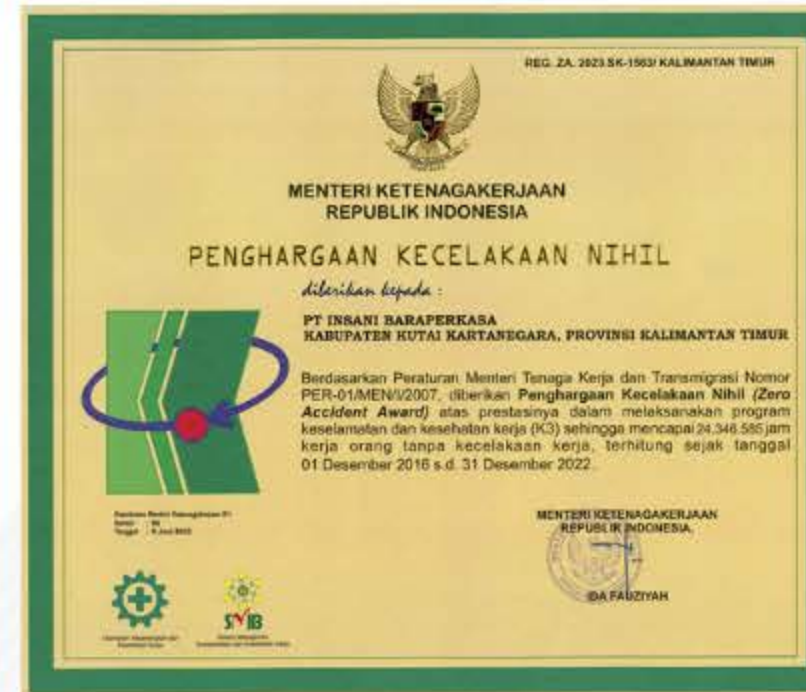 REG. ZA. 2023.SK-1563/ KALIMANTAN TIMUR
MENTERI KETENAGAKERJAAN
REPUBLIK INDONESIA
PENGHARGAAN KECELAKAAN NIHIL
diberikan kepada :
PT INSANI BARAPERKASA
KABUPATEN KUTAI KARTANEGARA, PROVINSI KALIMANTAN TIMUR
Berdasarkan Peraturan Menteri Tenaga Kerja dan Transmigrasi Nomor
PER-01/MEN/I/2007, diberikan Penghargaan Kecelakaan Nihil (Zero
Accident Award) atas prestasinya dalam melaksanakan program
keselamatan dan kesehatan kerja (K3) sehingga mencapai 24.346.585 jam
kerja orang tanpa kecelakaan kerja, terhitung sejak tanggal
01 Desember 2016 s.d. 31 Desember 2022.
Nomor :
Tanggal :
MENTERI KETENAGAKERJAAN
REPUBLIK INDONESIA,
IDA FAUZIYAH